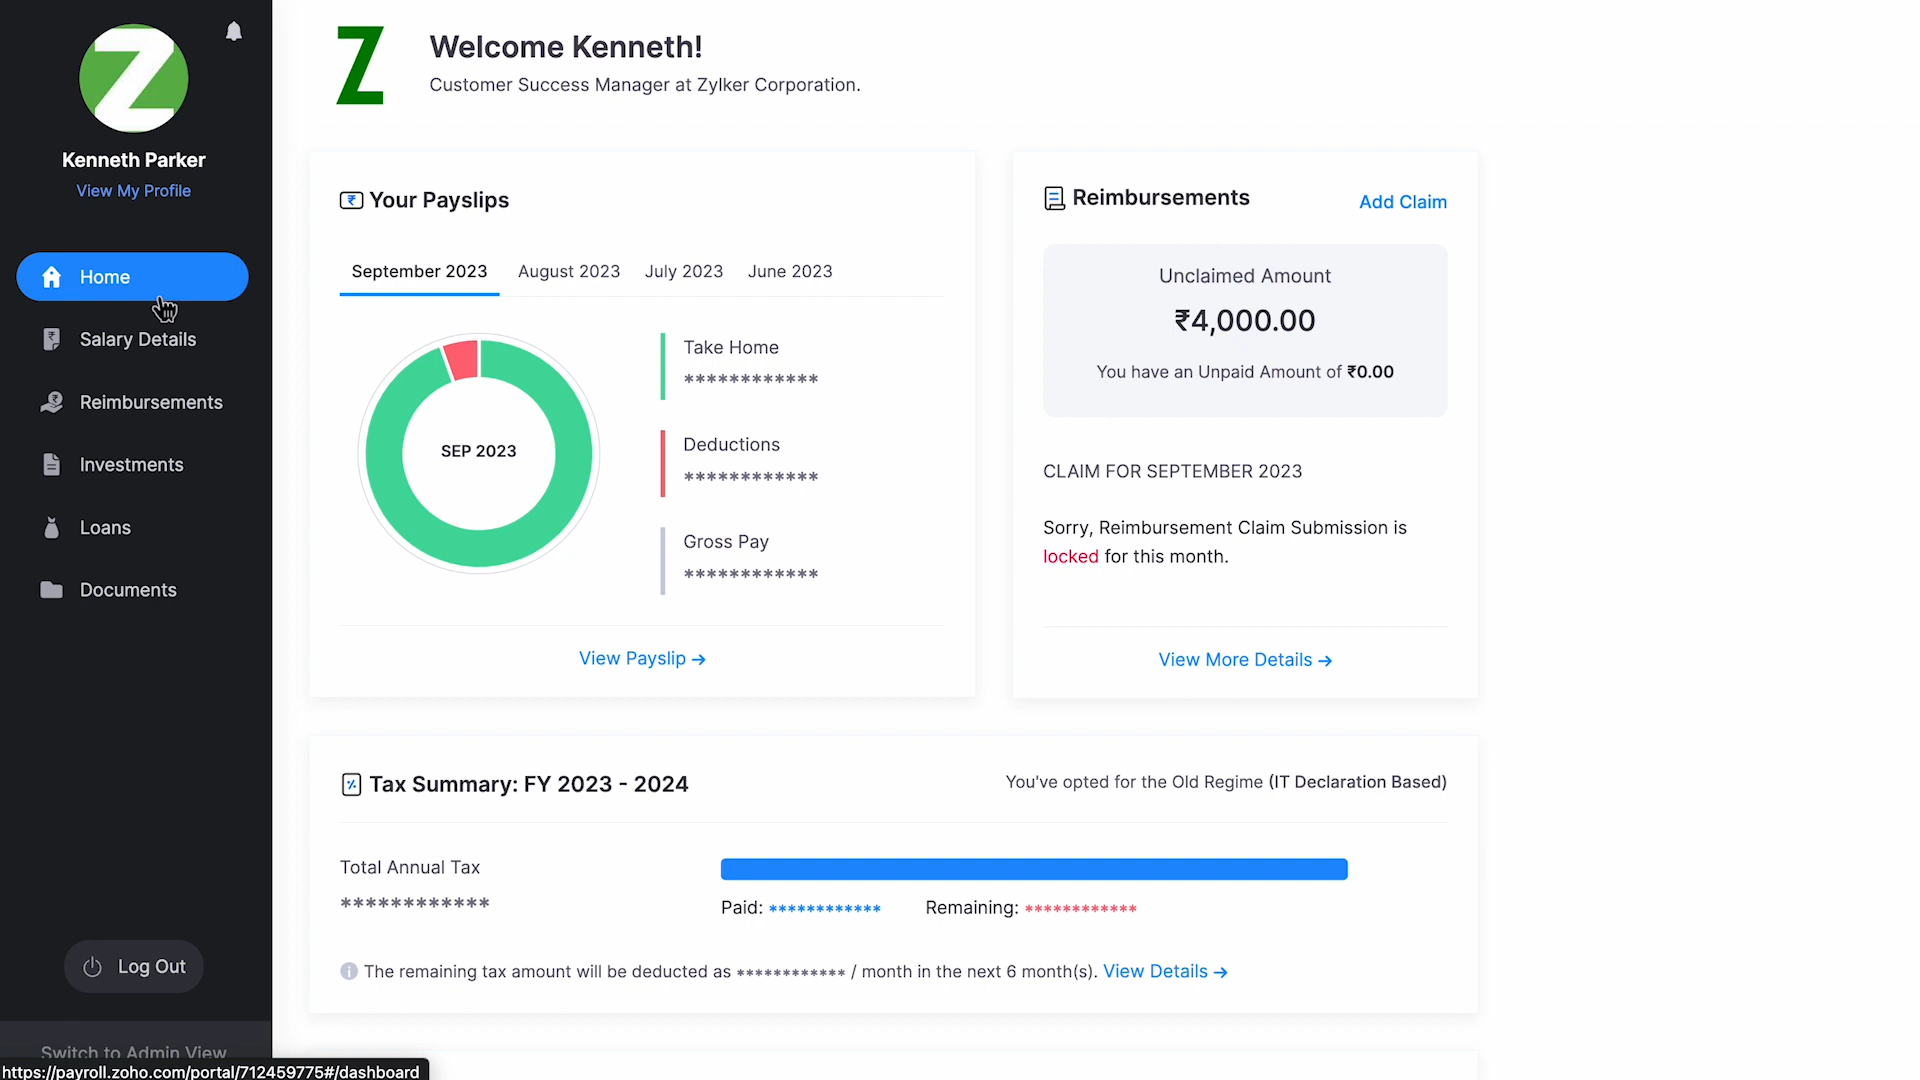 Kenneth Parker
View My Profile
Home
Salary Details
Reimbursements
Investments
Loans
Documents
Log Out
Switch to Admin View
https://payroll.zoho.com/portal/712459775#/dashboard
Z
Z
Welcome Kenneth!
Customer Success Manager at Zylker Corporation.
₹ Your Payslips
September 2023 August 2023 July 2023 June 2023
SEP 2023
Take Home
************
Deductions
************
Gross Pay
************
View Payslip →
Reimbursements Add Claim
Unclaimed Amount
₹4,000.00
You have an Unpaid Amount of ₹0.00
CLAIM FOR SEPTEMBER 2023
Sorry, Reimbursement Claim Submission is
locked for this month.
View More Details →
Tax Summary: FY 2023 - 2024 You've opted for the Old Regime (IT Declaration Based)
Total Annual Tax
************
Paid: ************ Remaining: ************
The remaining tax amount will be deducted as ************ / month in the next 6 month(s). View Details →